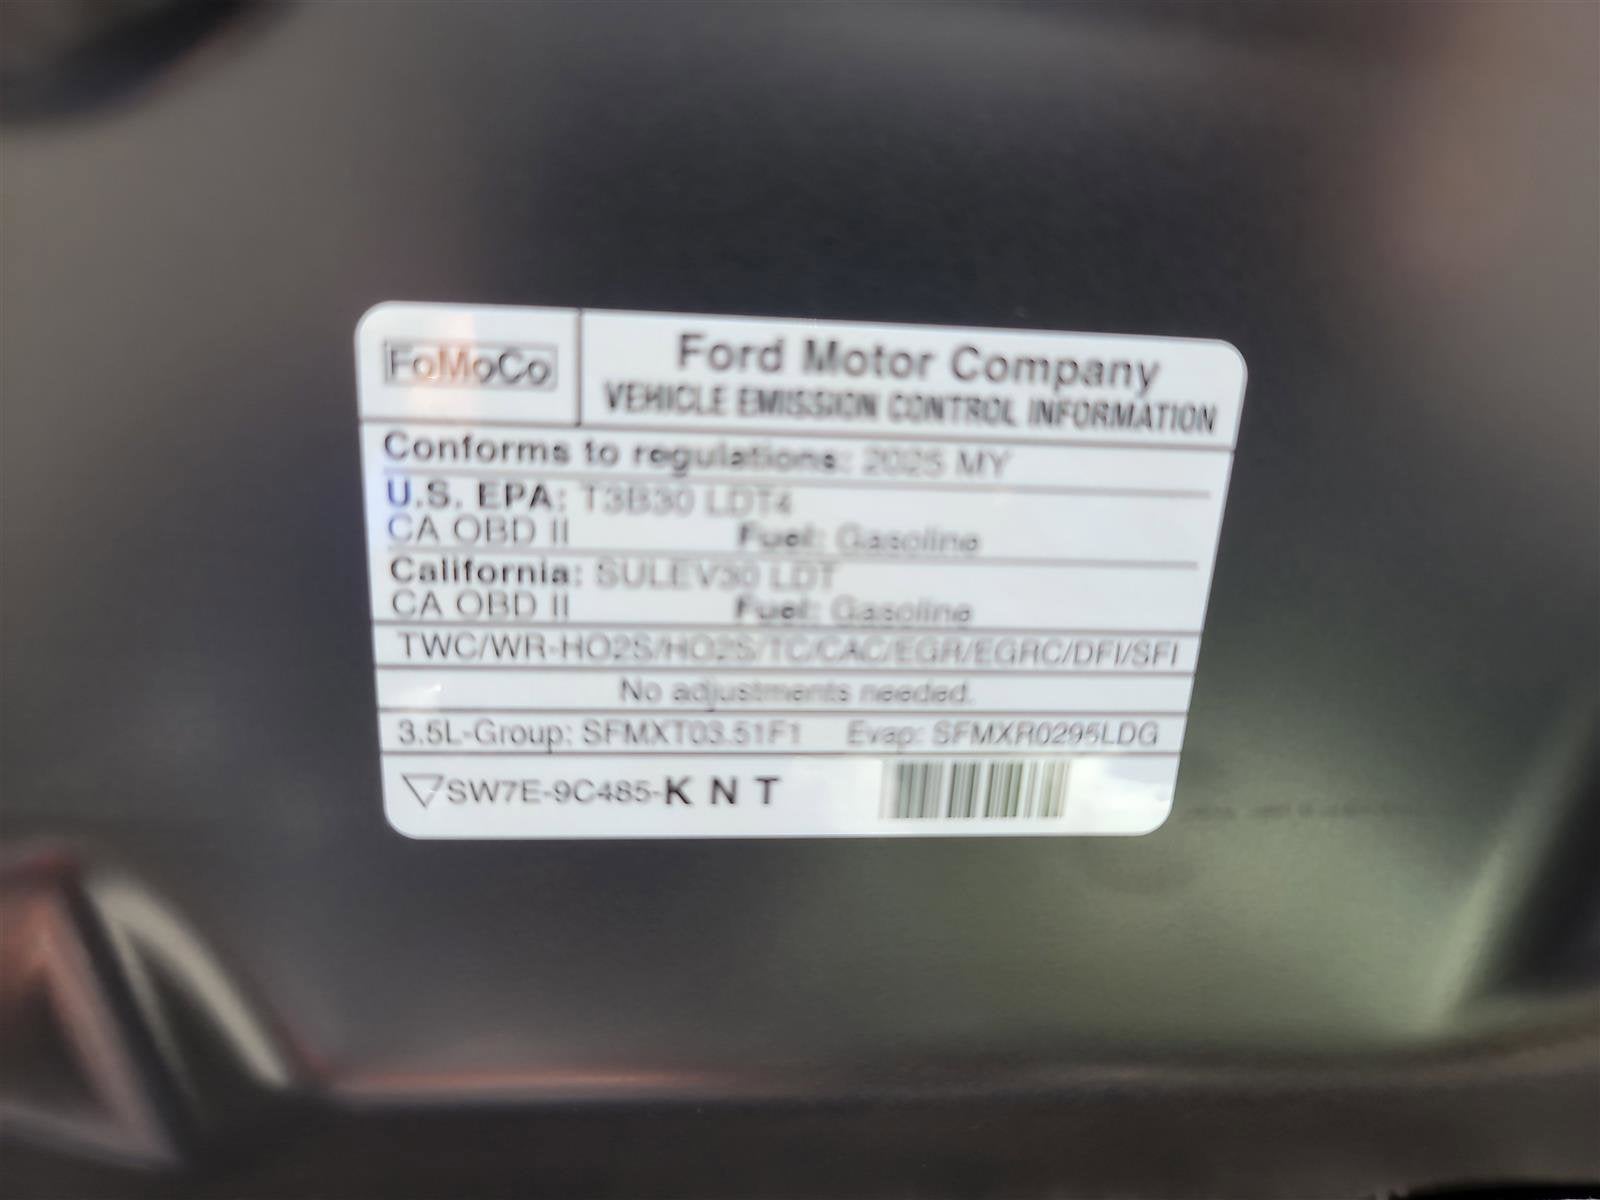 FoMoCo
Ford Motor Company
VEHICLE EMISSION CONTROL INFORMATION
Conforms to regulations: 2025 MY
U.S. EPA: T3B30 LDT4
CA OBD II Fuel: Gasoline
California: SULEV30 LDT
CA OBD II Fuel: Gasoline
TWC/WR-HO2S/HO2S/TC/CAC/EGR/EGRC/DFI/SFI
No adjustments needed.
3.5L-Group: SFMXT03.51F1 Evap: SFMXR0295LDG
SW7E-9C485-K N T